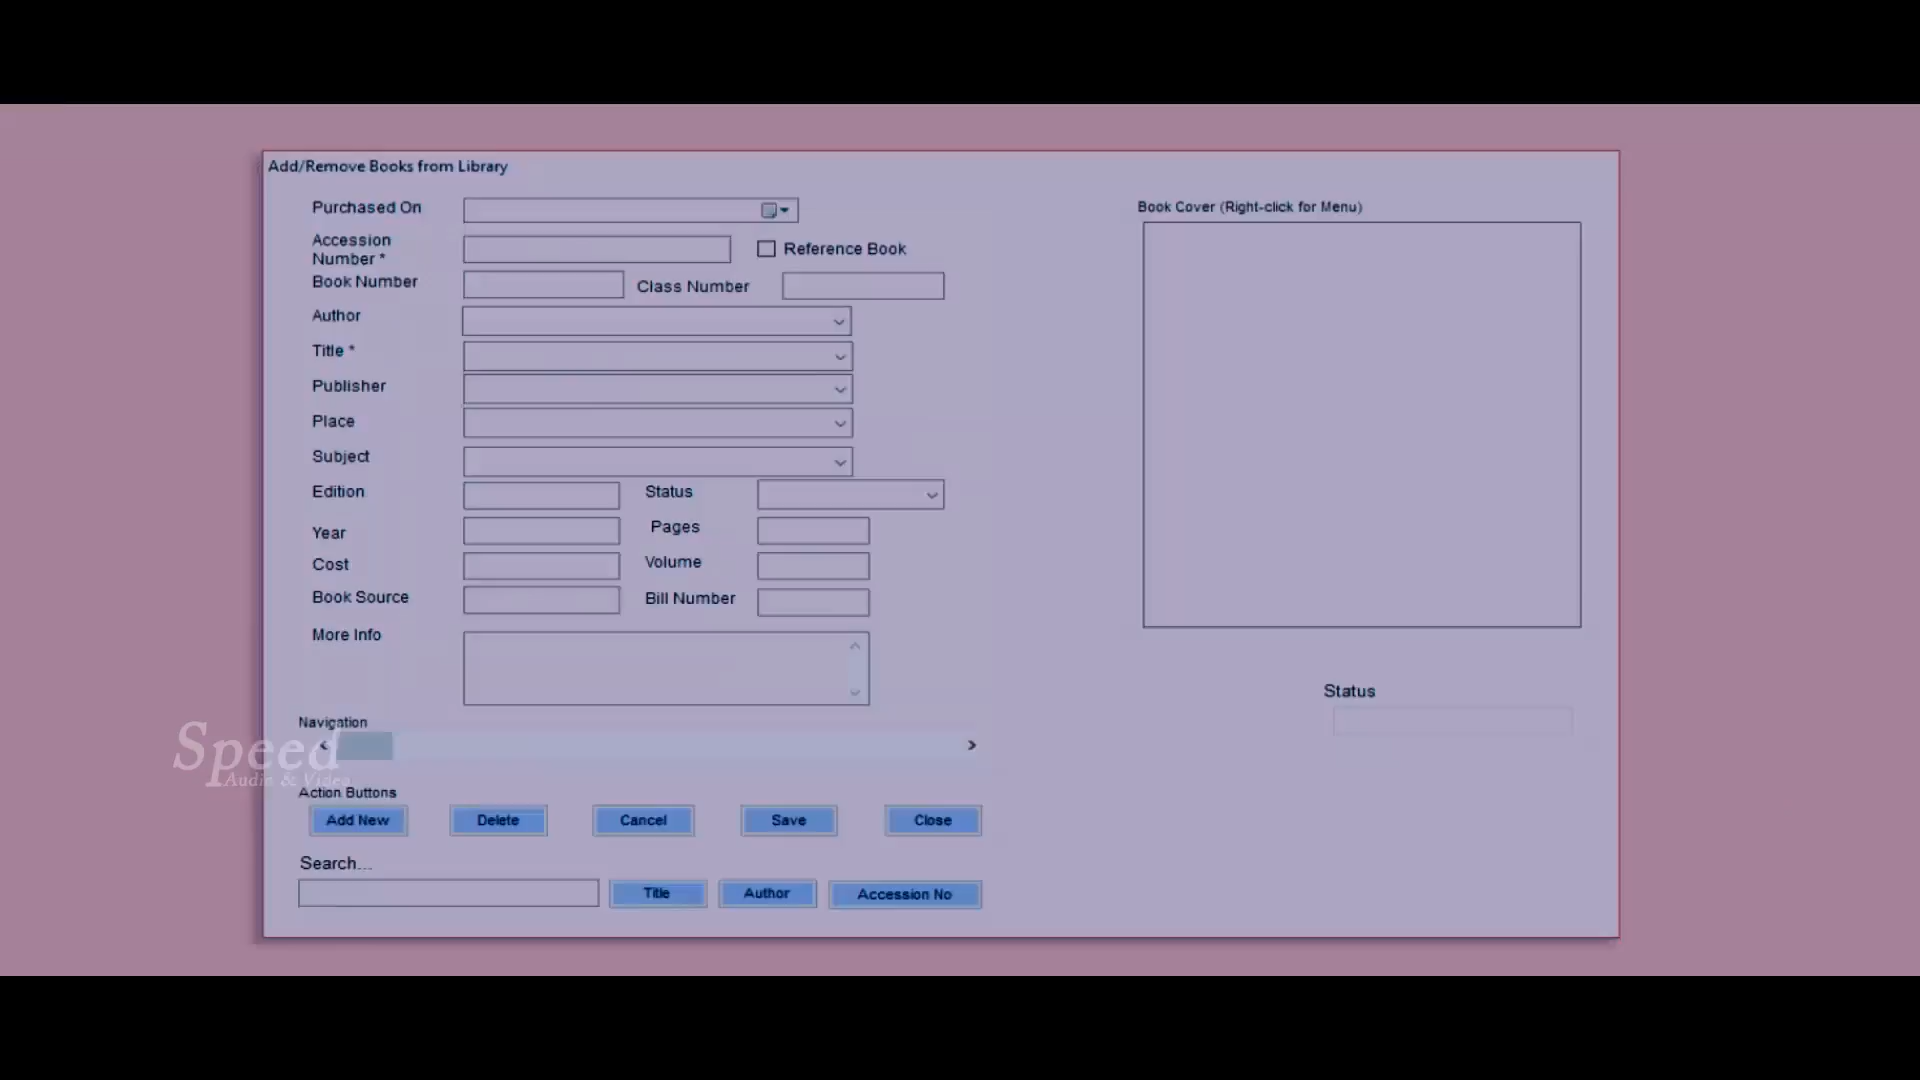 Add/Remove Books from Library
Purchased On
Book Cover (Right-click for Menu)
Accession
Number *
Reference Book
Book Number
Class Number
Author
Title *
Publisher
Place
Subject
Edition
Status
Year
Pages
Cost
Volume
Book Source
Bill Number
More Info
Status
Navigation
Speed
Audio & Video
Action Buttons
Add New
Delete
Cancel
Save
Close
Search...
Title
Author
Accession No